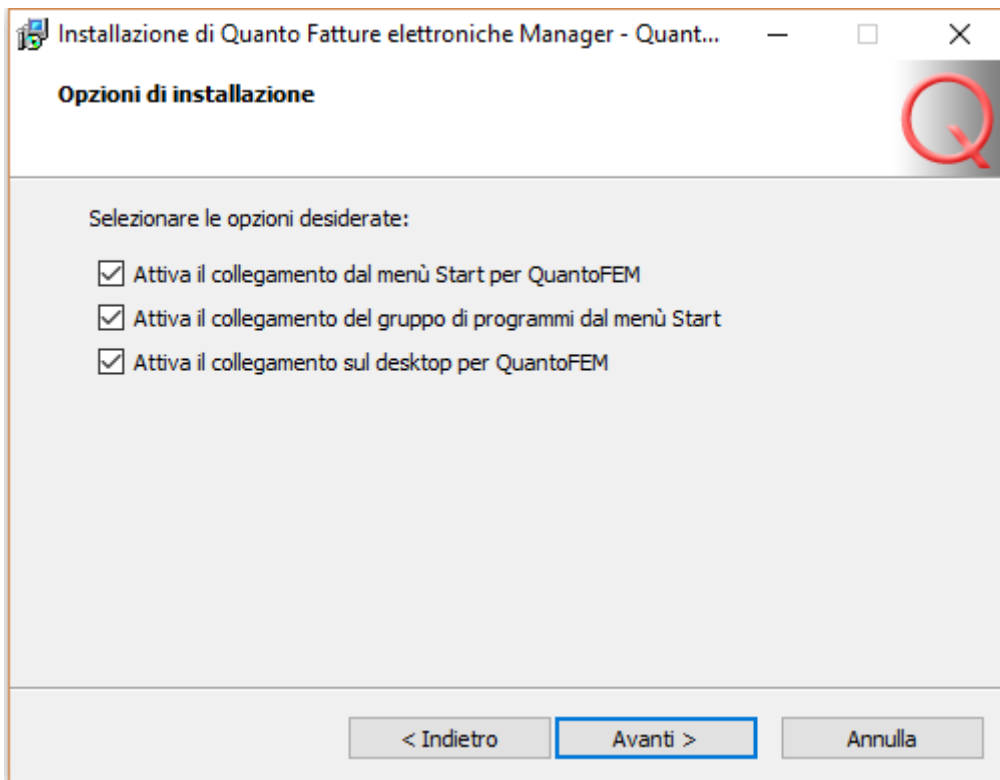 Installazione di Quanto Fatture elettroniche Manager - Quant...
Opzioni di installazione
Q
Selezionare le opzioni desiderate:
Attiva il collegamento dal menù Start per QuantoFEM
Attiva il collegamento del gruppo di programmi dal menù Start
Attiva il collegamento sul desktop per QuantoFEM
< Indietro
Avanti >
Annulla